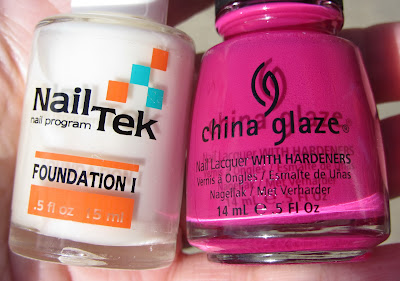 Nail Tek
nail program
FOUNDATION I
.5 fl oz 15 ml
china glaze®
Nail Lacquer WITH HARDENERS
Vernis à Ongles / Esmalte de Uñas
Nagellak / Met Verharder
14 mL e .5 Fl Oz